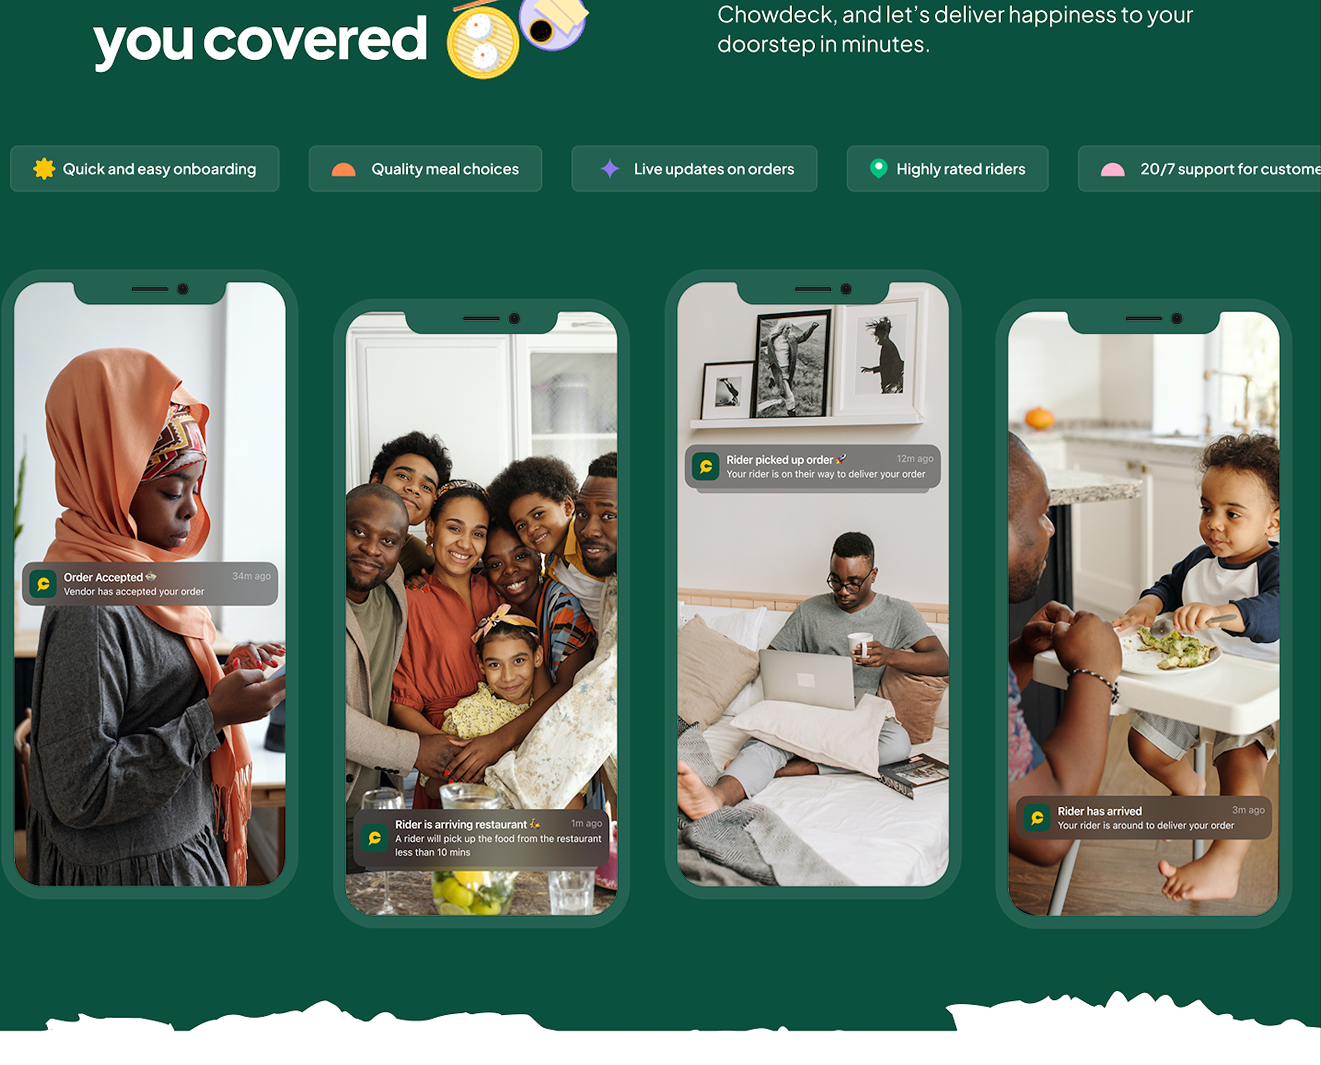 you covered
Chowdeck, and let's deliver happiness to your
doorstep in minutes.
Quick and easy onboarding
Quality meal choices
Live updates on orders
Highly rated riders
20/7 support for custome
Order Accepted
34m ago
Vendor has accepted your order
Rider is arriving restaurant
1m ago
A rider will pick up the food from the restaurant
less than 10 mins
Rider picked up order
12m ago
Your rider is on their way to deliver your order
Rider has arrived
3m ago
Your rider is around to deliver your order